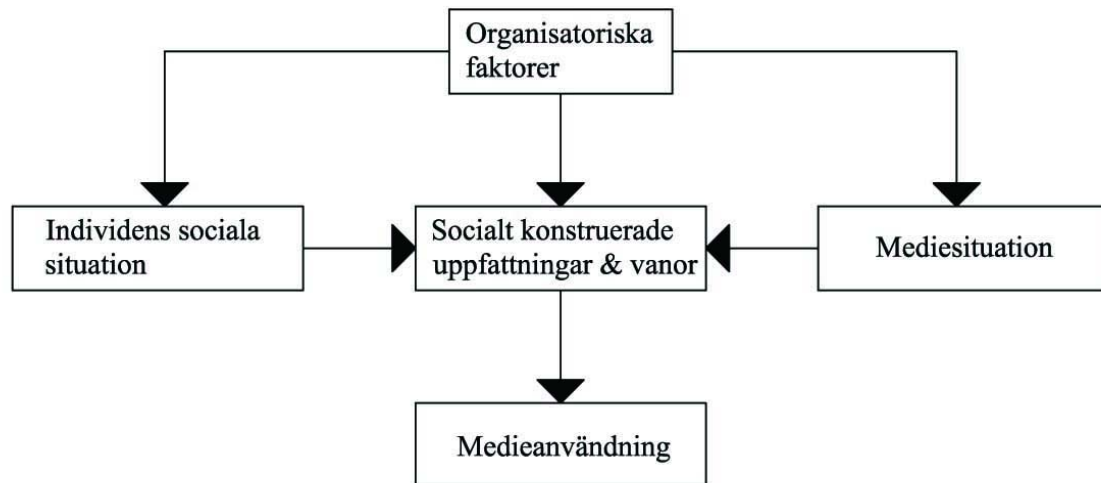 Organisatoriska
faktorer
Individens sociala
situation
Socialt konstruerade
uppfattningar & vanor
Mediesituation
Medieanvändning